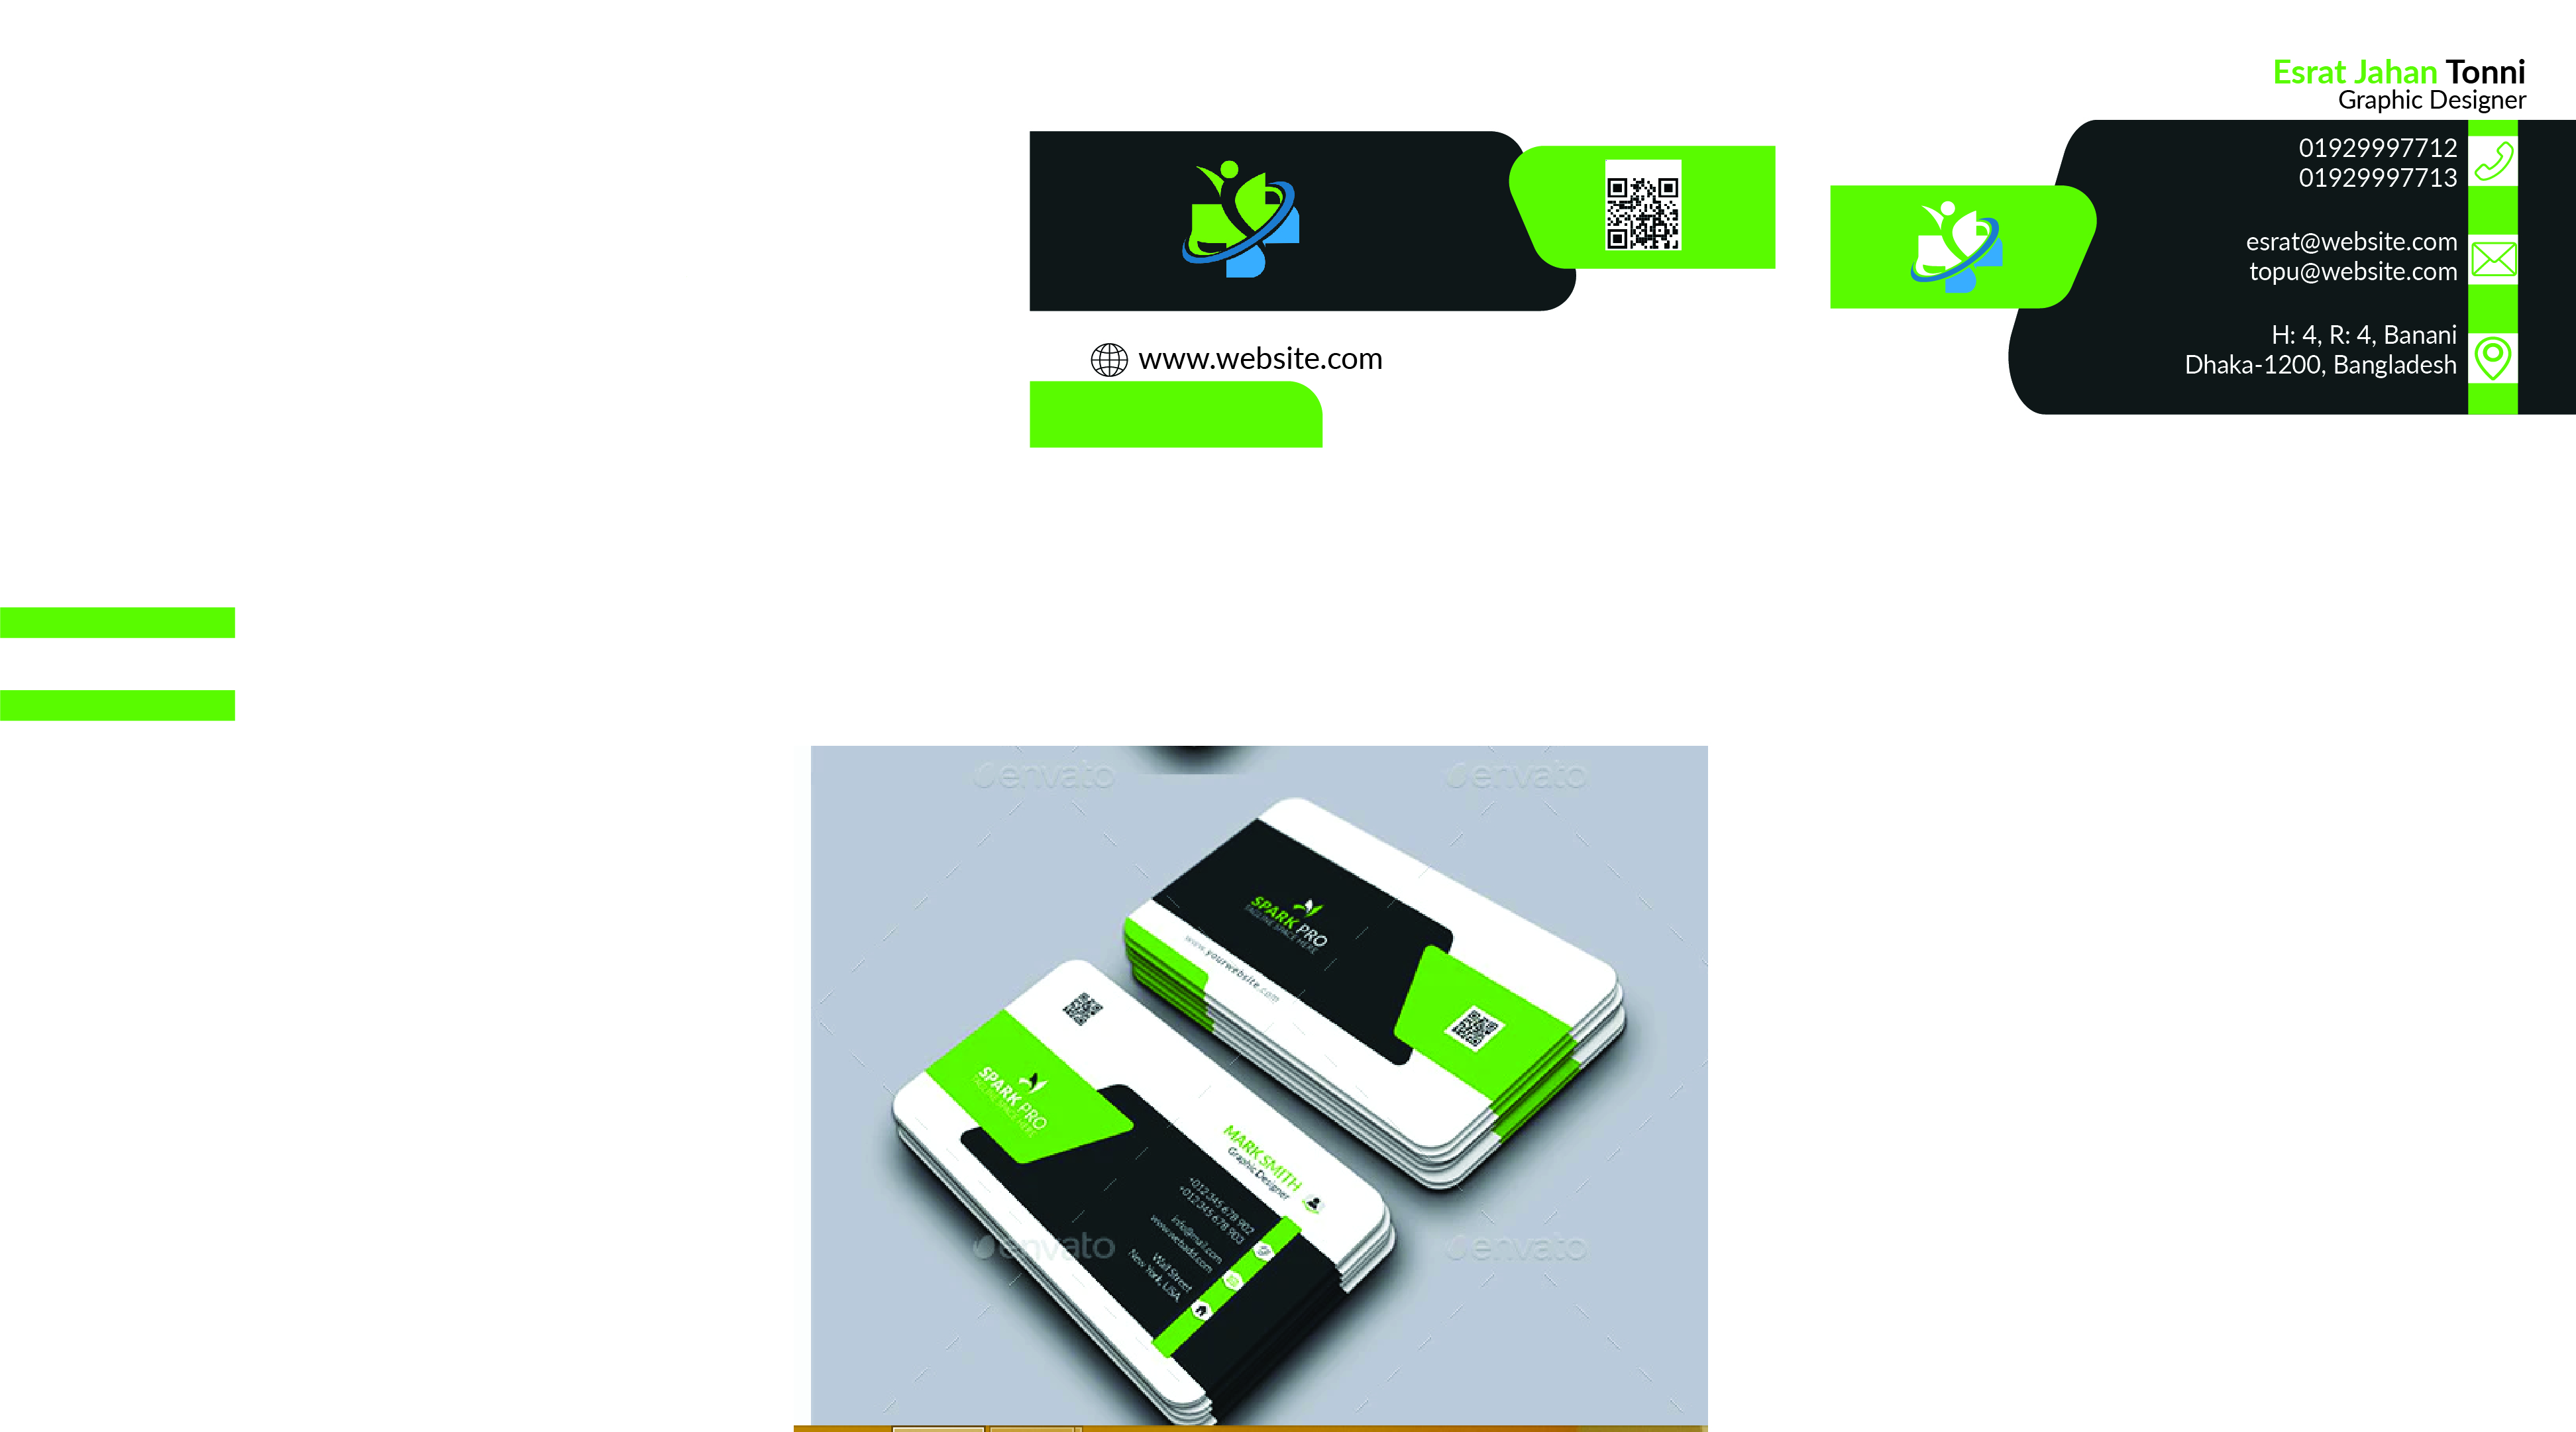 Esrat Jahan Tonni
Graphic Designer
01929997712
01929997713
esrat@website.com
topu@website.com
H: 4, R: 4, Banani
Dhaka-1200, Bangladesh
www.website.com
envato
envato
SPARK PRO
TAGLINE SPACE HERE
www.yourwebsite.com
SPARK PRO
TAGLINE SPACE HERE
MARK SMITH
Graphic Designer
+012 345 678 902
+012 345 678 903
info@mail.com
www.webadd.com
Wall Street
New York, USA
envato
envato